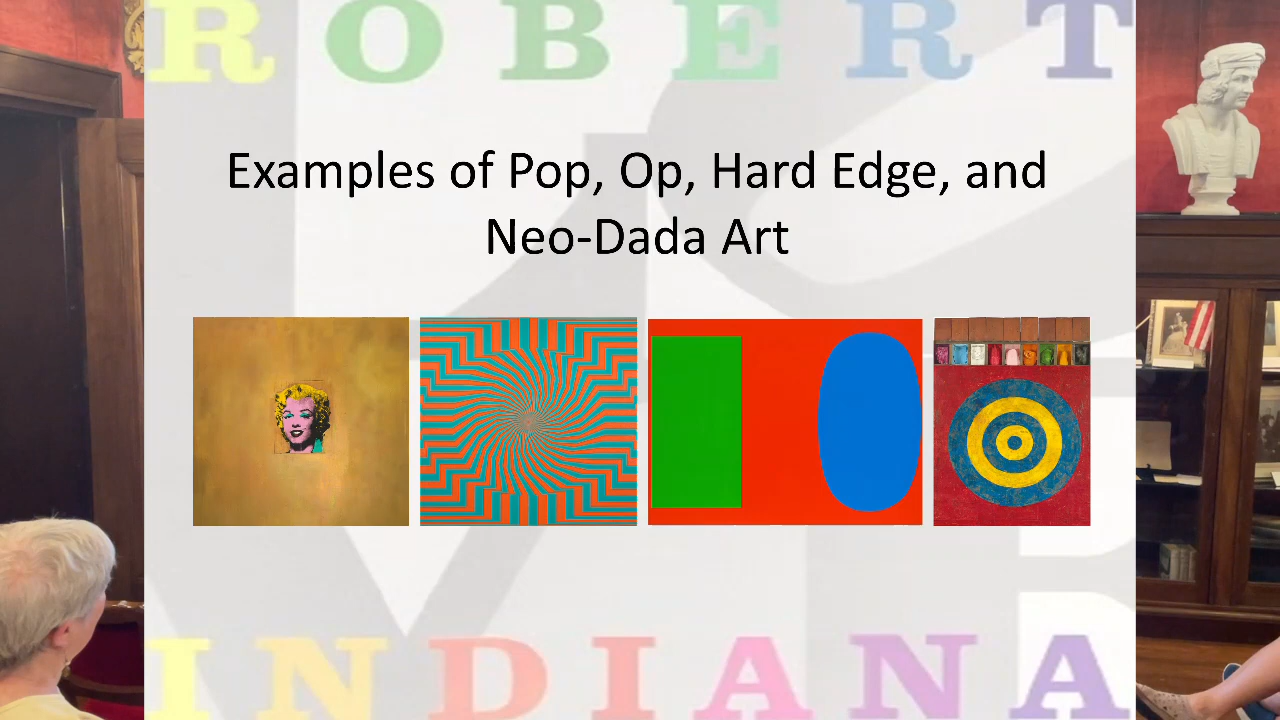 ROBERT
Examples of Pop, Op, Hard Edge, and
Neo-Dada Art
INDIANA